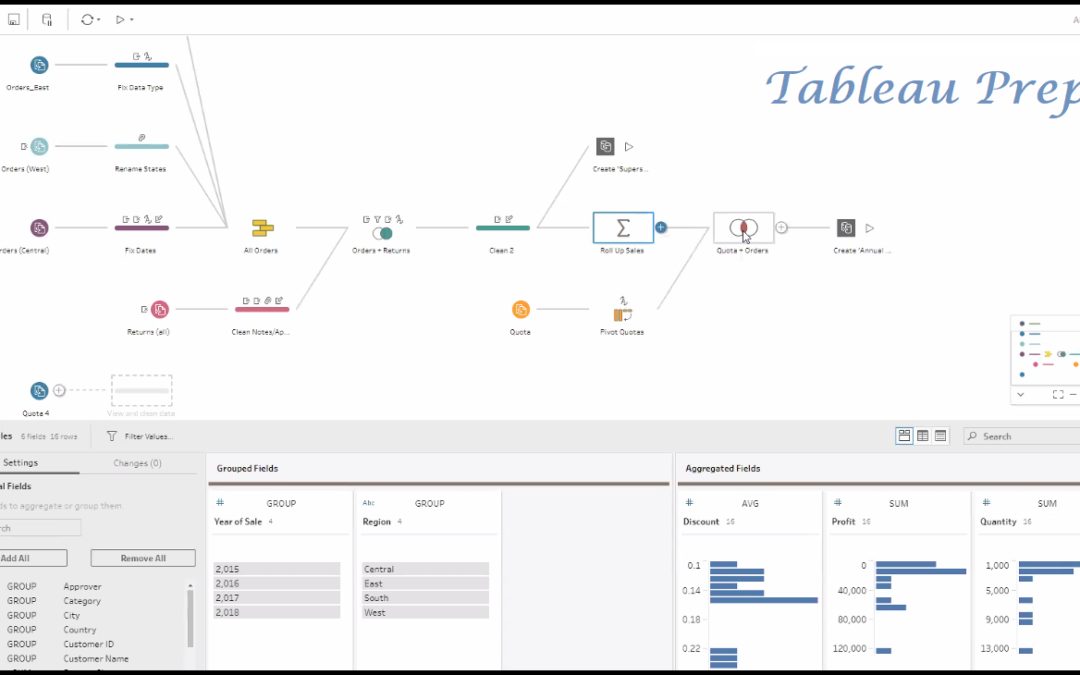 Tableau Prep
Orders_East
Fix Data Type
Orders (West)
Rename States
Create 'Supers...
rders (Central)
Fix Dates
All Orders
Orders + Returns
Clean 2
Roll Up Sales
Quota + Orders
Create 'Annual ...
Returns (all)
Clean Notes/Ap...
Quota
Pivot Quotas
Quota 4
View and clean data
les 6 fields 16 rows Filter Values... Search
Settings Changes (0)
al Fields
ds to aggregate or group them.
rch
Add All Remove All
GROUP Approver
GROUP Category
GROUP City
GROUP Country
GROUP Customer ID
GROUP Customer Name
Grouped Fields
# GROUP
Year of Sale 4
2,015
2,016
2,017
2,018
Abc GROUP
Region 4
Central
East
South
West
Aggregated Fields
# AVG
Discount 16
0.1
0.14
0.18
0.22
# SUM
Profit 16
0
40,000
80,000
120,000
# SUM
Quantity 16
1,000
5,000
9,000
13,000